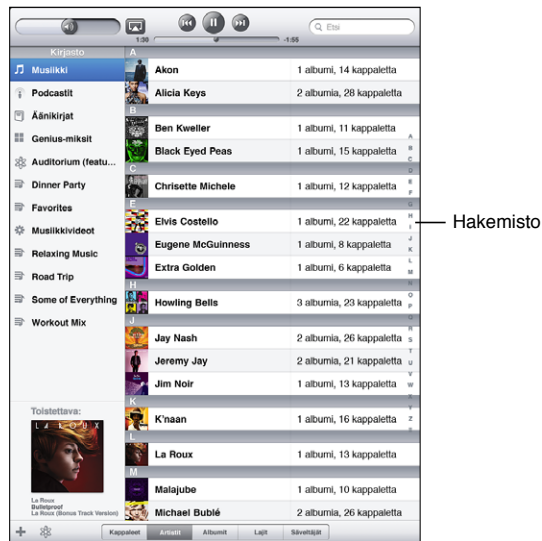 Etsi
1:30
-1:55
Kirjasto
Musiikki
Podcastit
Äänikirjat
Genius-miksit
Auditorium (featu...
Dinner Party
Favorites
Musiikkivideot
Relaxing Music
Road Trip
Some of Everything
Workout Mix
Toistettava:
LA ROUX
La Roux
Bulletproof
La Roux (Bonus Track Version)
A
Akon 1 albumi, 14 kappaletta
Alicia Keys 2 albumia, 28 kappaletta
B
Ben Kweller 1 albumi, 11 kappaletta
Black Eyed Peas 1 albumi, 15 kappaletta
C
Chrisette Michele 1 albumi, 12 kappaletta
E
Elvis Costello 1 albumi, 22 kappaletta
Eugene McGuinness 1 albumi, 8 kappaletta
Extra Golden 1 albumi, 6 kappaletta
H
Howling Bells 3 albumia, 23 kappaletta
J
Jay Nash 2 albumia, 26 kappaletta
Jeremy Jay 2 albumia, 21 kappaletta
Jim Noir 1 albumi, 13 kappaletta
K
K'naan 1 albumi, 16 kappaletta
L
La Roux 1 albumi, 13 kappaletta
M
Malajube 1 albumi, 10 kappaletta
Michael Bublé 2 albumia, 26 kappaletta
A
B
C
D
E
F
G
H
I
J
K
L
M
N
O
P
Q
R
S
T
U
V
W
X
Y
Z
Hakemisto
Kappaleet
Artistit
Albumit
Lajit
Säveltäjät